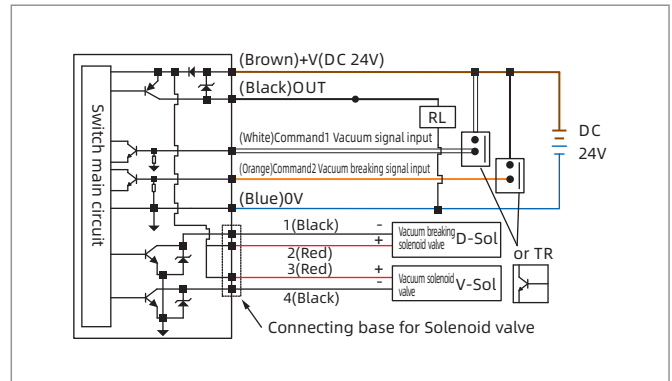 (Brown)+V(DC 24V)
(Black)OUT
RL
(White)Command1 Vacuum signal input
(Orange)Command2 Vacuum breaking signal input
(Blue)0V
DC
24V
Switch main circuit
1(Black)
-
+
Vacuum breaking
solenoid valve
D-Sol
2(Red)
3(Red)
+
-
Vacuum solenoid
valve
V-Sol
4(Black)
or TR
Connecting base for Solenoid valve